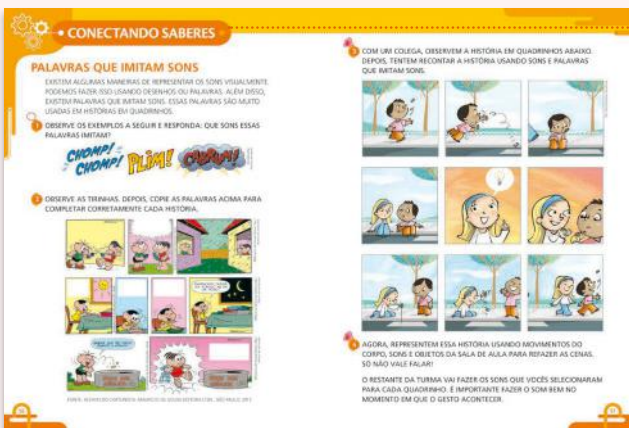 CONECTANDO SABERES
PALAVRAS QUE IMITAM SONS
EXISTEM ALGUMAS MANEIRAS DE REPRESENTAR OS SONS VISUALMENTE.
PODEMOS FAZER ISSO USANDO DESENHOS OU PALAVRAS. ALÉM DISSO,
EXISTEM PALAVRAS QUE IMITAM SONS. ESSAS PALAVRAS SÃO MUITO
USADAS EM HISTÓRIAS EM QUADRINHOS.
1 OBSERVE OS EXEMPLOS A SEGUIR E RESPONDA: QUE SONS ESSAS
PALAVRAS IMITAM?
CHOMP!
CHOMP!
PLIM!
2 OBSERVE AS TIRINHAS. DEPOIS, COPIE AS PALAVRAS ACIMA PARA
COMPLETAR CORRETAMENTE CADA HISTÓRIA.
3 COM UM COLEGA, OBSERVEM A HISTÓRIA EM QUADRINHOS ABAIXO.
DEPOIS, TENTEM RECONTAR A HISTÓRIA USANDO SONS E PALAVRAS
QUE IMITAM SONS.
4 AGORA, REPRESENTEM ESSA HISTÓRIA USANDO MOVIMENTOS DO
CORPO, SONS E OBJETOS DA SALA DE AULA PARA REFAZER AS CENAS.
SÓ NÃO VALE FALAR!
O RESTANTE DA TURMA VAI FAZER OS SONS QUE VOCÊS SELECIONARAM
PARA CADA QUADRINHO. É IMPORTANTE FAZER O SOM BEM NO
MOMENTO EM QUE O GESTO ACONTECER.